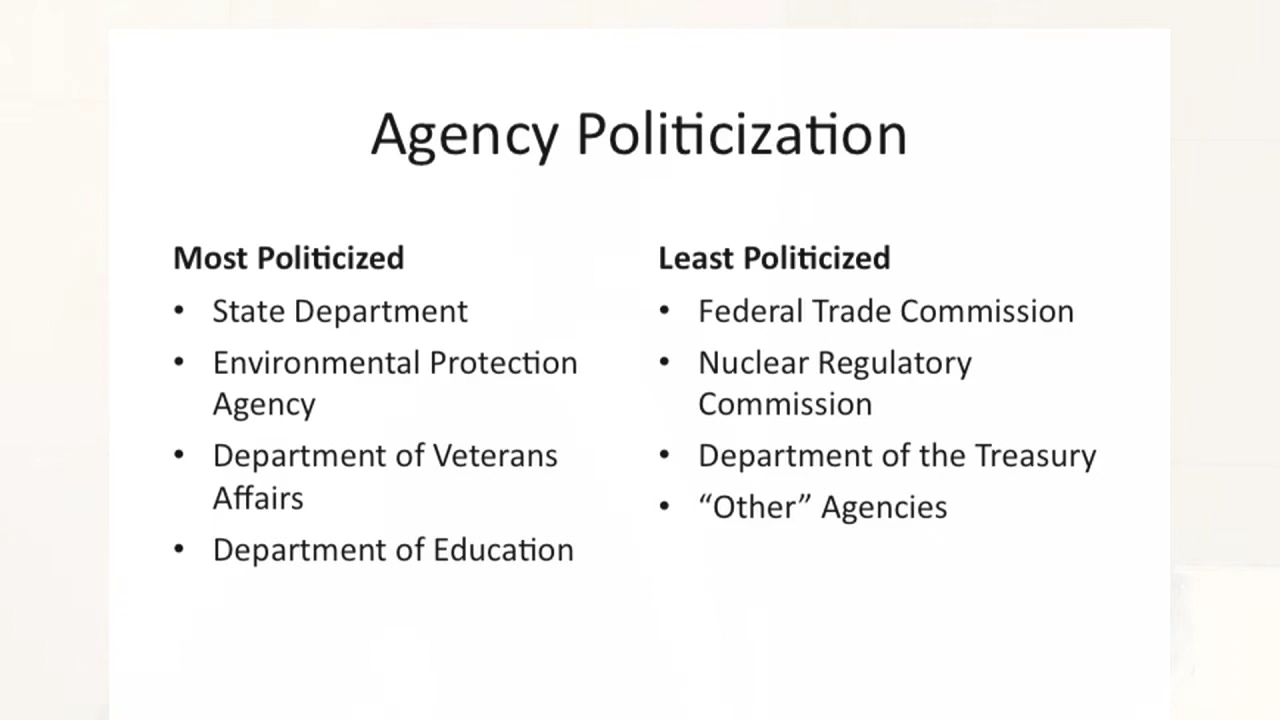 Agency Politicization
Most Politicized
• State Department
• Environmental Protection
Agency
• Department of Veterans
Affairs
• Department of Education
Least Politicized
• Federal Trade Commission
• Nuclear Regulatory
Commission
• Department of the Treasury
• “Other” Agencies